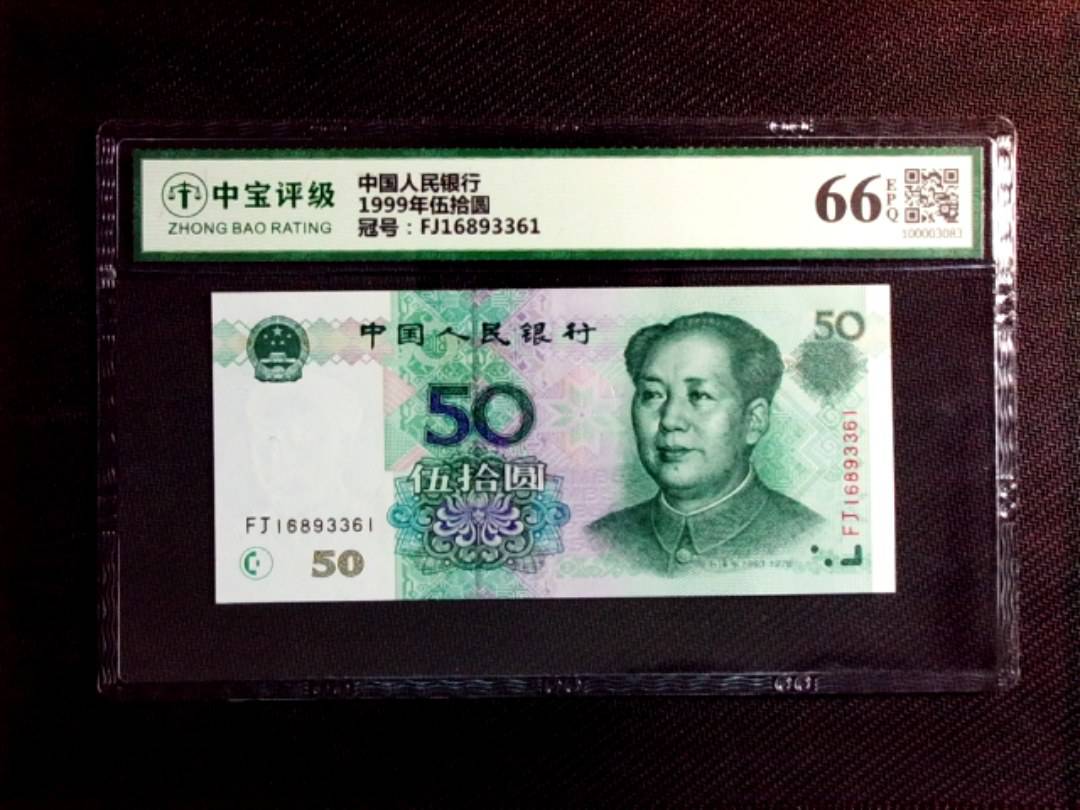 中宝评级
ZHONG BAO RATING
中国人民银行
1999年伍拾圆
冠号：FJ16893361
66
EPQ
100003083
中国人民银行
50
50
伍拾圆
FJ16893361
FJ16893361
50